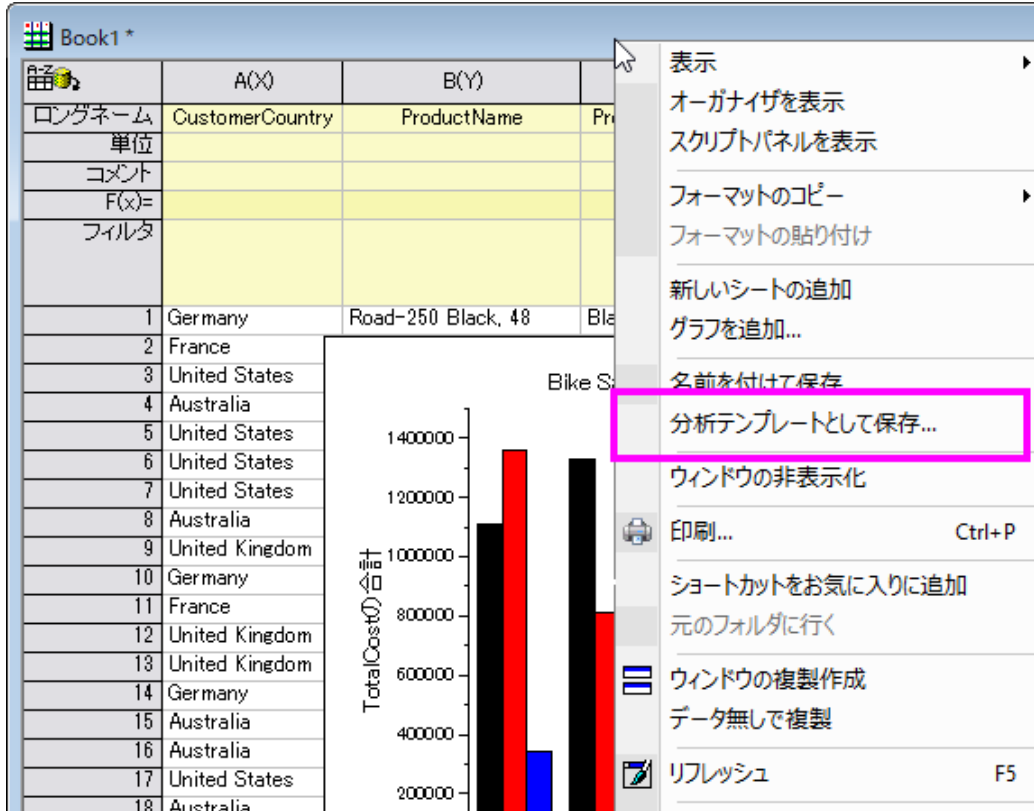 Book1 *
A(X) B(Y)
ロングネーム CustomerCountry ProductName
単位
コメント
F(x)=
フィルタ
1 Germany Road-250 Black, 48
2 France
3 United States
4 Australia
5 United States
6 United States
7 United States
8 Australia
9 United Kingdom
10 Germany
11 France
12 United Kingdom
13 United Kingdom
14 Germany
15 Australia
16 Australia
17 United States
18 Australia
Bike
TotalCostの合計
1400000
1200000
1000000
800000
600000
400000
200000
表示
オーガナイザを表示
スクリプトパネルを表示
フォーマットのコピー
フォーマットの貼り付け
新しいシートの追加
グラフを追加...
名前を付けて保存
分析テンプレートとして保存...
ウィンドウの非表示化
印刷... Ctrl+P
ショートカットをお気に入りに追加
元のフォルダに行く
ウィンドウの複製作成
データ無しで複製
リフレッシュ F5